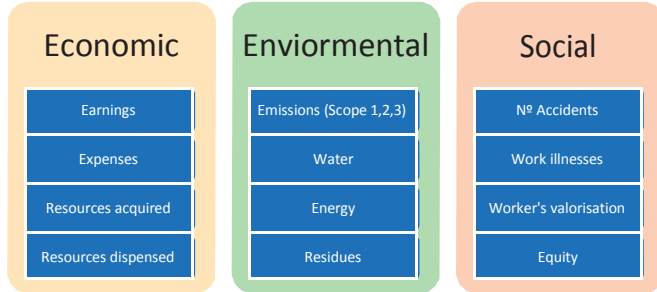 Economic
Earnings
Expenses
Resources acquired
Resources dispensed
Enviormental
Emissions (Scope 1,2,3)
Water
Energy
Residues
Social
Nº Accidents
Work illnesses
Worker's valorisation
Equity